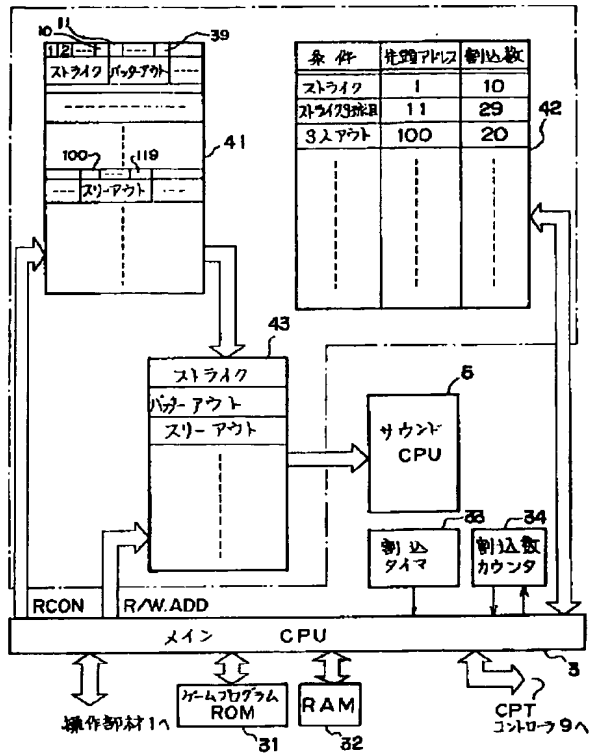 10 11 39
1 2
ストライク バッターアウト
41
100 119
スリーアウト
条件 先頭アドレス 割込数
ストライク 1 10
ストライク3球目 11 29
3人アウト 100 20
42
43
ストライク
バッターアウト
スリーアウト
5
サウンド
CPU
33
割込
タイマ
34
割込数
カウンタ
RCON R/W.ADD
メイン CPU
3
操作部材1へ
ゲームプログラム
ROM
31
RAM
32
CPT
コントローラ9へ